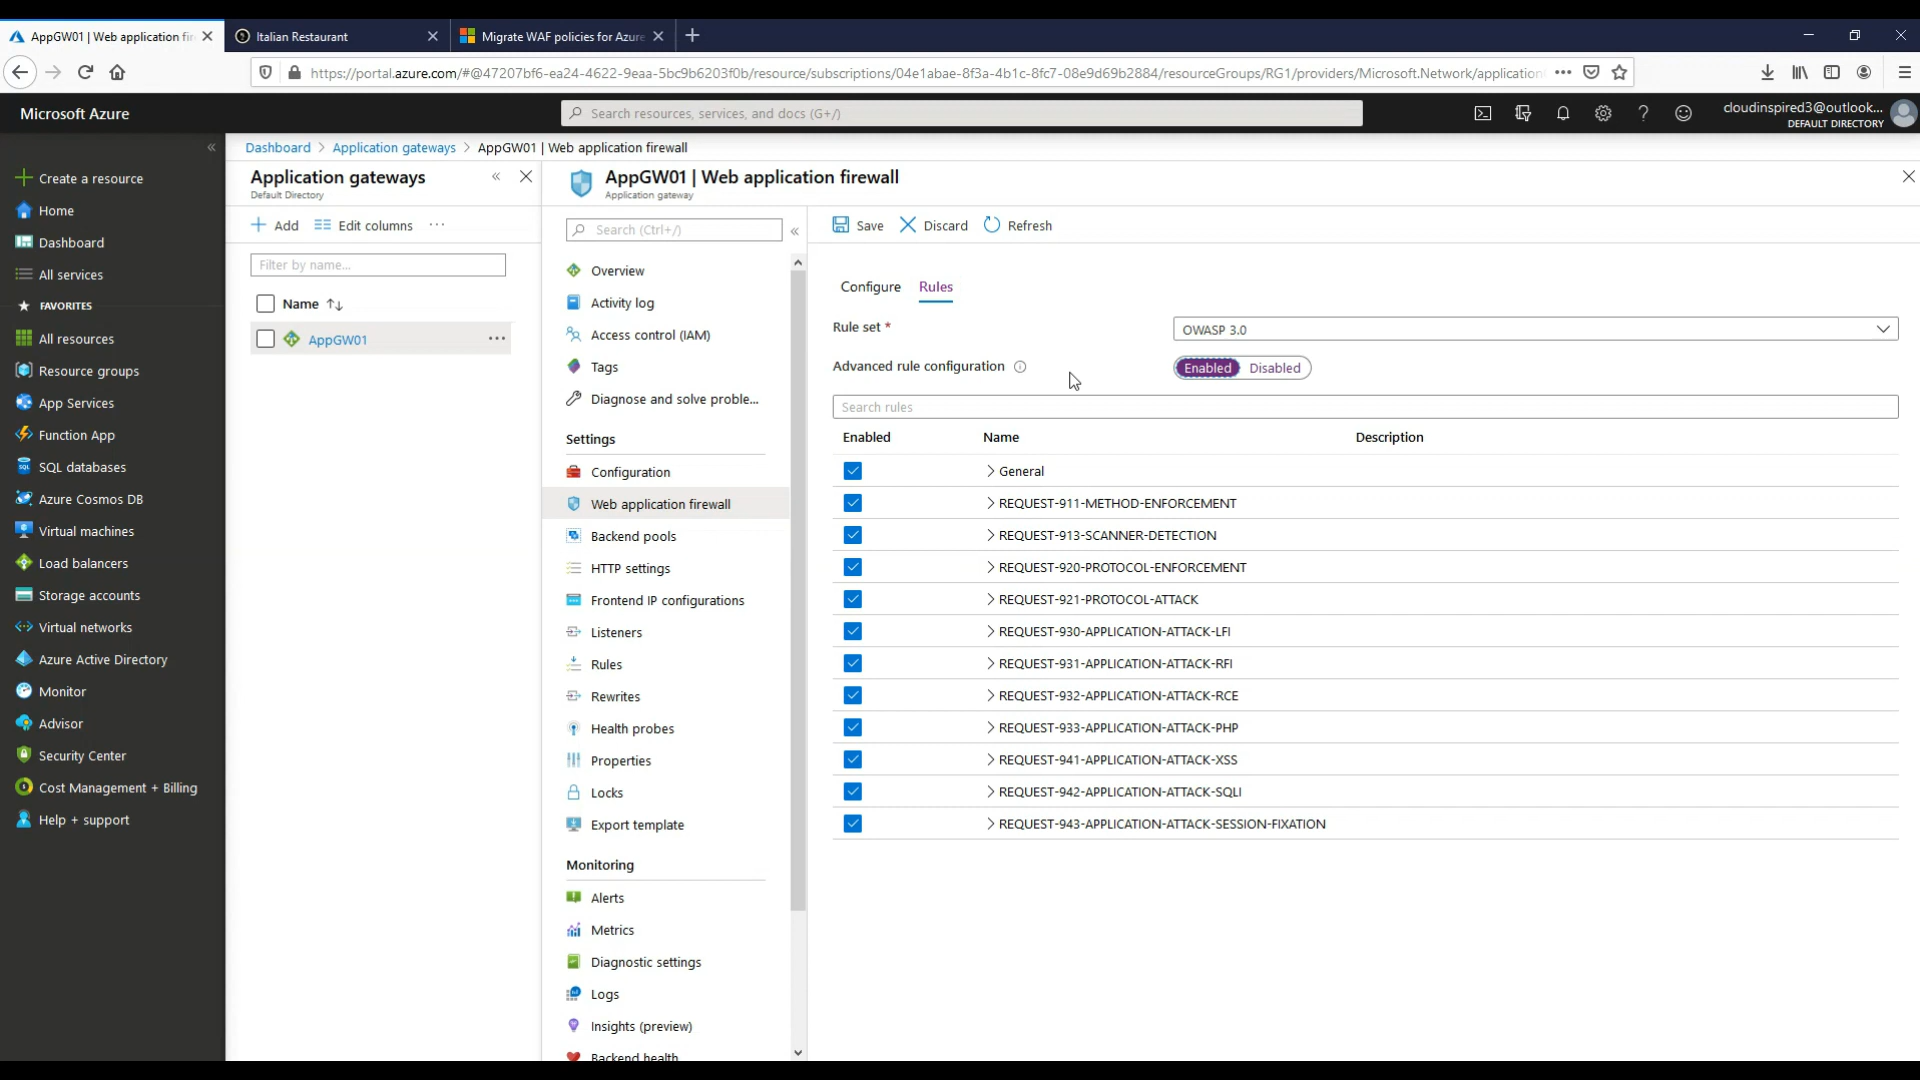 AppGW01 | Web application fir
Italian Restaurant
Migrate WAF policies for Azure
https://portal.azure.com/#@47207bf6-ea24-4622-9eaa-5bc9b6203f0b/resource/subscriptions/04e1abae-8f3a-4b1c-8fc7-08e9d69b2884/resourceGroups/RG1/providers/Microsoft.Network/application
Microsoft Azure
Search resources, services, and docs (G+/)
cloudinspired3@outlook...
DEFAULT DIRECTORY
Dashboard > Application gateways > AppGW01 | Web application firewall
Create a resource
Home
Dashboard
All services
FAVORITES
All resources
Resource groups
App Services
Function App
SQL databases
Azure Cosmos DB
Virtual machines
Load balancers
Storage accounts
Virtual networks
Azure Active Directory
Monitor
Advisor
Security Center
Cost Management + Billing
Help + support
Application gateways
Default Directory
Add
Edit columns
Filter by name...
Name
AppGW01
AppGW01 | Web application firewall
Application gateway
Search (Ctrl+/)
Overview
Activity log
Access control (IAM)
Tags
Diagnose and solve proble...
Settings
Configuration
Web application firewall
Backend pools
HTTP settings
Frontend IP configurations
Listeners
Rules
Rewrites
Health probes
Properties
Locks
Export template
Monitoring
Alerts
Metrics
Diagnostic settings
Logs
Insights (preview)
Backend health
Save
Discard
Refresh
Configure
Rules
Rule set *
OWASP 3.0
Advanced rule configuration
Enabled
Disabled
Search rules
Enabled
Name
Description
General
REQUEST-911-METHOD-ENFORCEMENT
REQUEST-913-SCANNER-DETECTION
REQUEST-920-PROTOCOL-ENFORCEMENT
REQUEST-921-PROTOCOL-ATTACK
REQUEST-930-APPLICATION-ATTACK-LFI
REQUEST-931-APPLICATION-ATTACK-RFI
REQUEST-932-APPLICATION-ATTACK-RCE
REQUEST-933-APPLICATION-ATTACK-PHP
REQUEST-941-APPLICATION-ATTACK-XSS
REQUEST-942-APPLICATION-ATTACK-SQLI
REQUEST-943-APPLICATION-ATTACK-SESSION-FIXATION